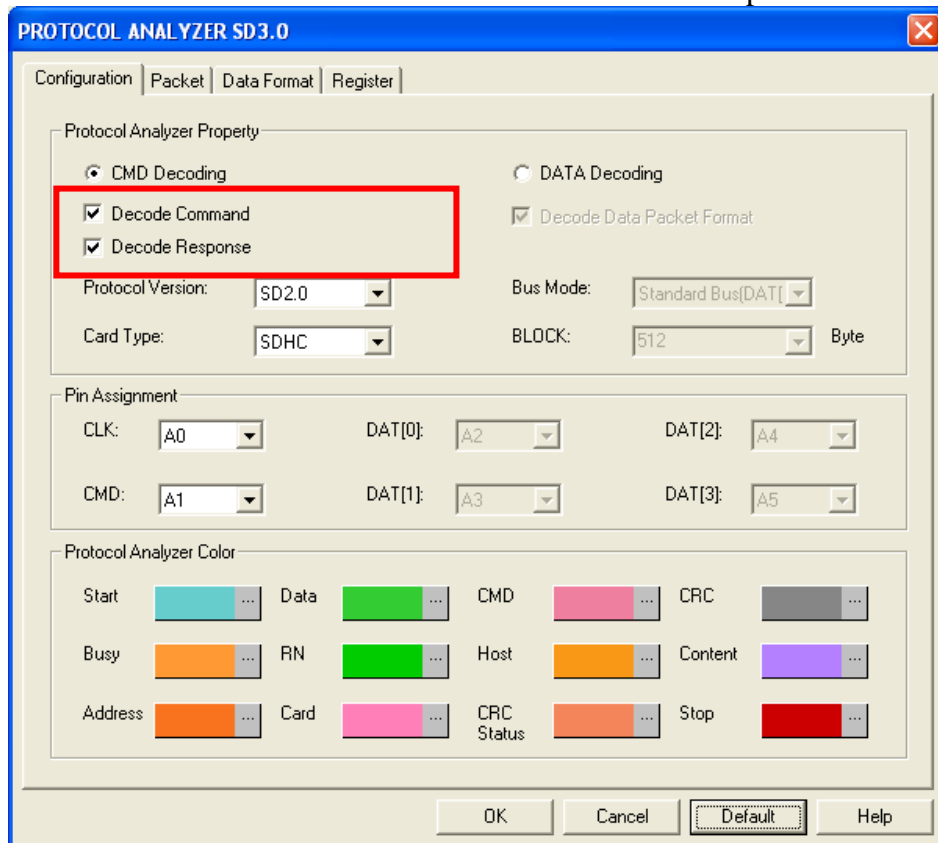 PROTOCOL ANALYZER SD3.0
Configuration Packet Data Format Register
Protocol Analyzer Property
CMD Decoding DATA Decoding
Decode Command Decode Data Packet Format
Decode Response
Protocol Version: SD2.0 Bus Mode: Standard Bus(DAT[
Card Type: SDHC BLOCK: 512 Byte
Pin Assignment
CLK: A0 DAT[0]: A2 DAT[2]: A4
CMD: A1 DAT[1]: A3 DAT[3]: A5
Protocol Analyzer Color
Start ... Data ... CMD ... CRC ...
Busy ... RN ... Host ... Content ...
Address ... Card ... CRC Status ... Stop ...
OK Cancel Default Help